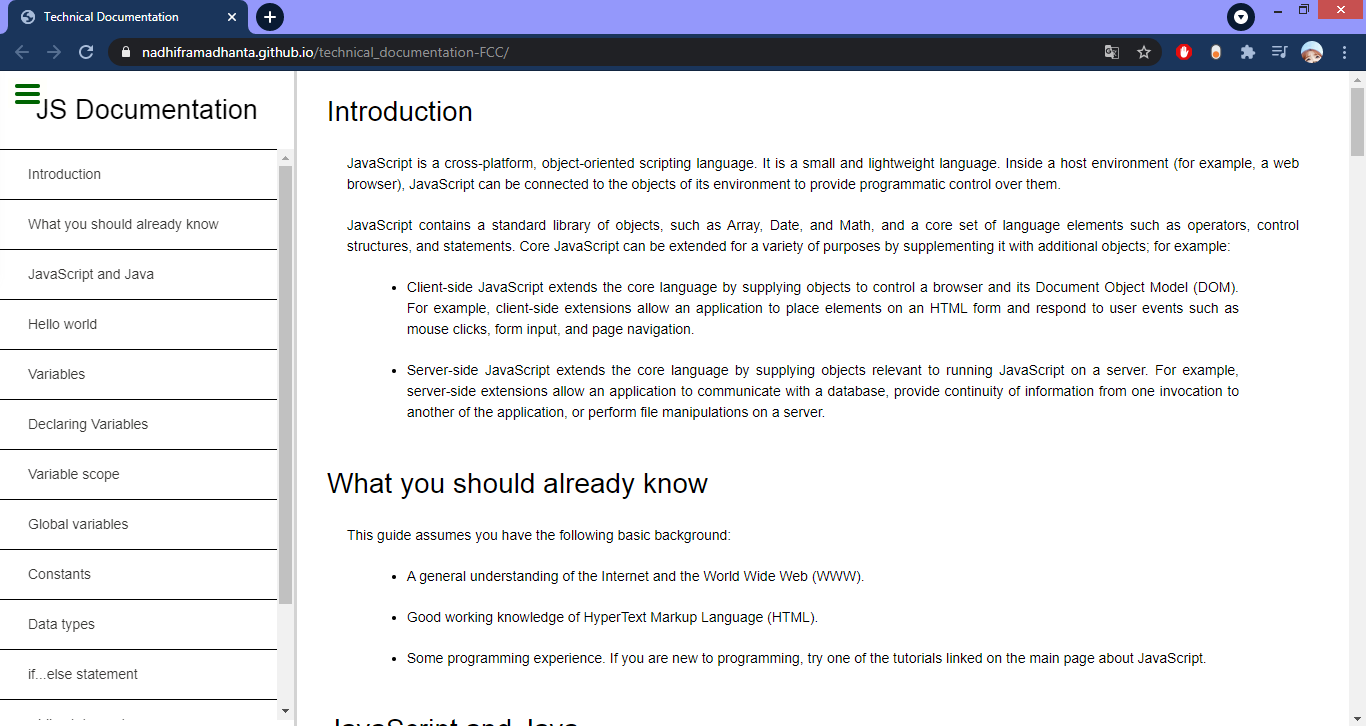 Technical Documentation
nadhiframadhanta.github.io/technical_documentation-FCC/
JS Documentation
Introduction
What you should already know
JavaScript and Java
Hello world
Variables
Declaring Variables
Variable scope
Global variables
Constants
Data types
if...else statement
Introduction
JavaScript is a cross-platform, object-oriented scripting language. It is a small and lightweight language. Inside a host environment (for example, a web
browser), JavaScript can be connected to the objects of its environment to provide programmatic control over them.
JavaScript contains a standard library of objects, such as Array, Date, and Math, and a core set of language elements such as operators, control
structures, and statements. Core JavaScript can be extended for a variety of purposes by supplementing it with additional objects; for example:
• Client-side JavaScript extends the core language by supplying objects to control a browser and its Document Object Model (DOM).
For example, client-side extensions allow an application to place elements on an HTML form and respond to user events such as
mouse clicks, form input, and page navigation.
• Server-side JavaScript extends the core language by supplying objects relevant to running JavaScript on a server. For example,
server-side extensions allow an application to communicate with a database, provide continuity of information from one invocation to
another of the application, or perform file manipulations on a server.
What you should already know
This guide assumes you have the following basic background:
• A general understanding of the Internet and the World Wide Web (WWW).
• Good working knowledge of HyperText Markup Language (HTML).
• Some programming experience. If you are new to programming, try one of the tutorials linked on the main page about JavaScript.
JavaScript and Java